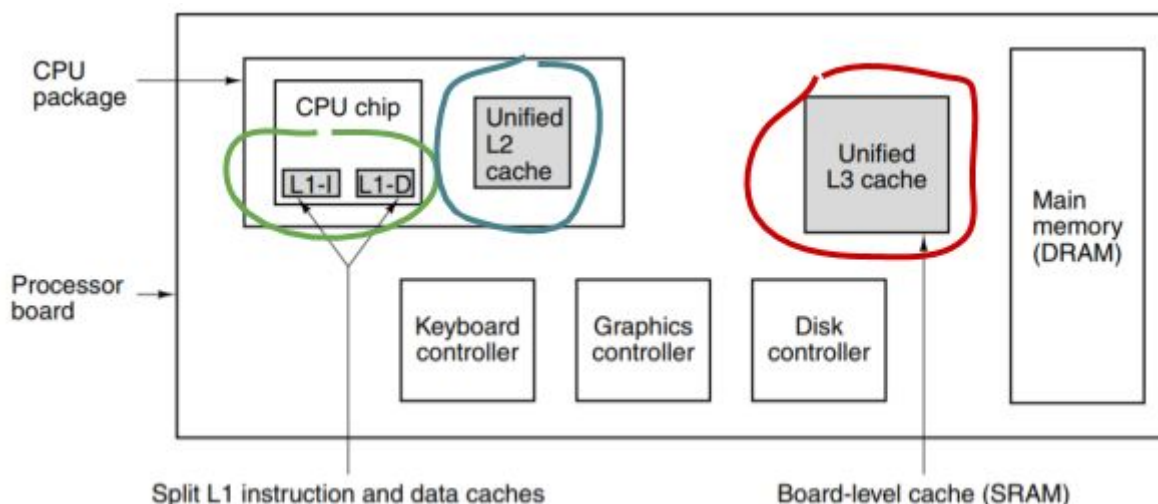 CPU
package
CPU chip
L1-I
L1-D
Unified
L2
cache
Unified
L3 cache
Main
memory
(DRAM)
Processor
board
Keyboard
controller
Graphics
controller
Disk
controller
Split L1 instruction and data caches
Board-level cache (SRAM)